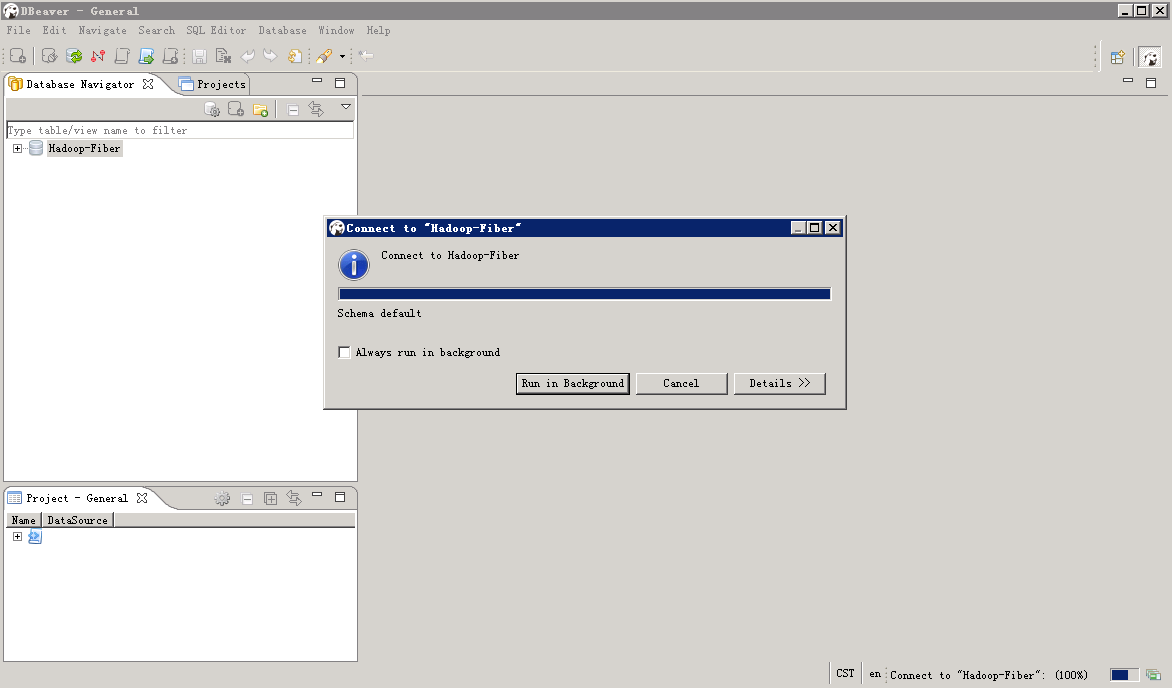 DBeaver - General
File Edit Navigate Search SQL Editor Database Window Help
Database Navigator Projects
Type table/view name to filter
Hadoop-Fiber
Connect to "Hadoop-Fiber"
Connect to Hadoop-Fiber
Schema default
Always run in background
Run in Background Cancel Details >>
Project - General
Name DataSource
CST en Connect to "Hadoop-Fiber": (100%)